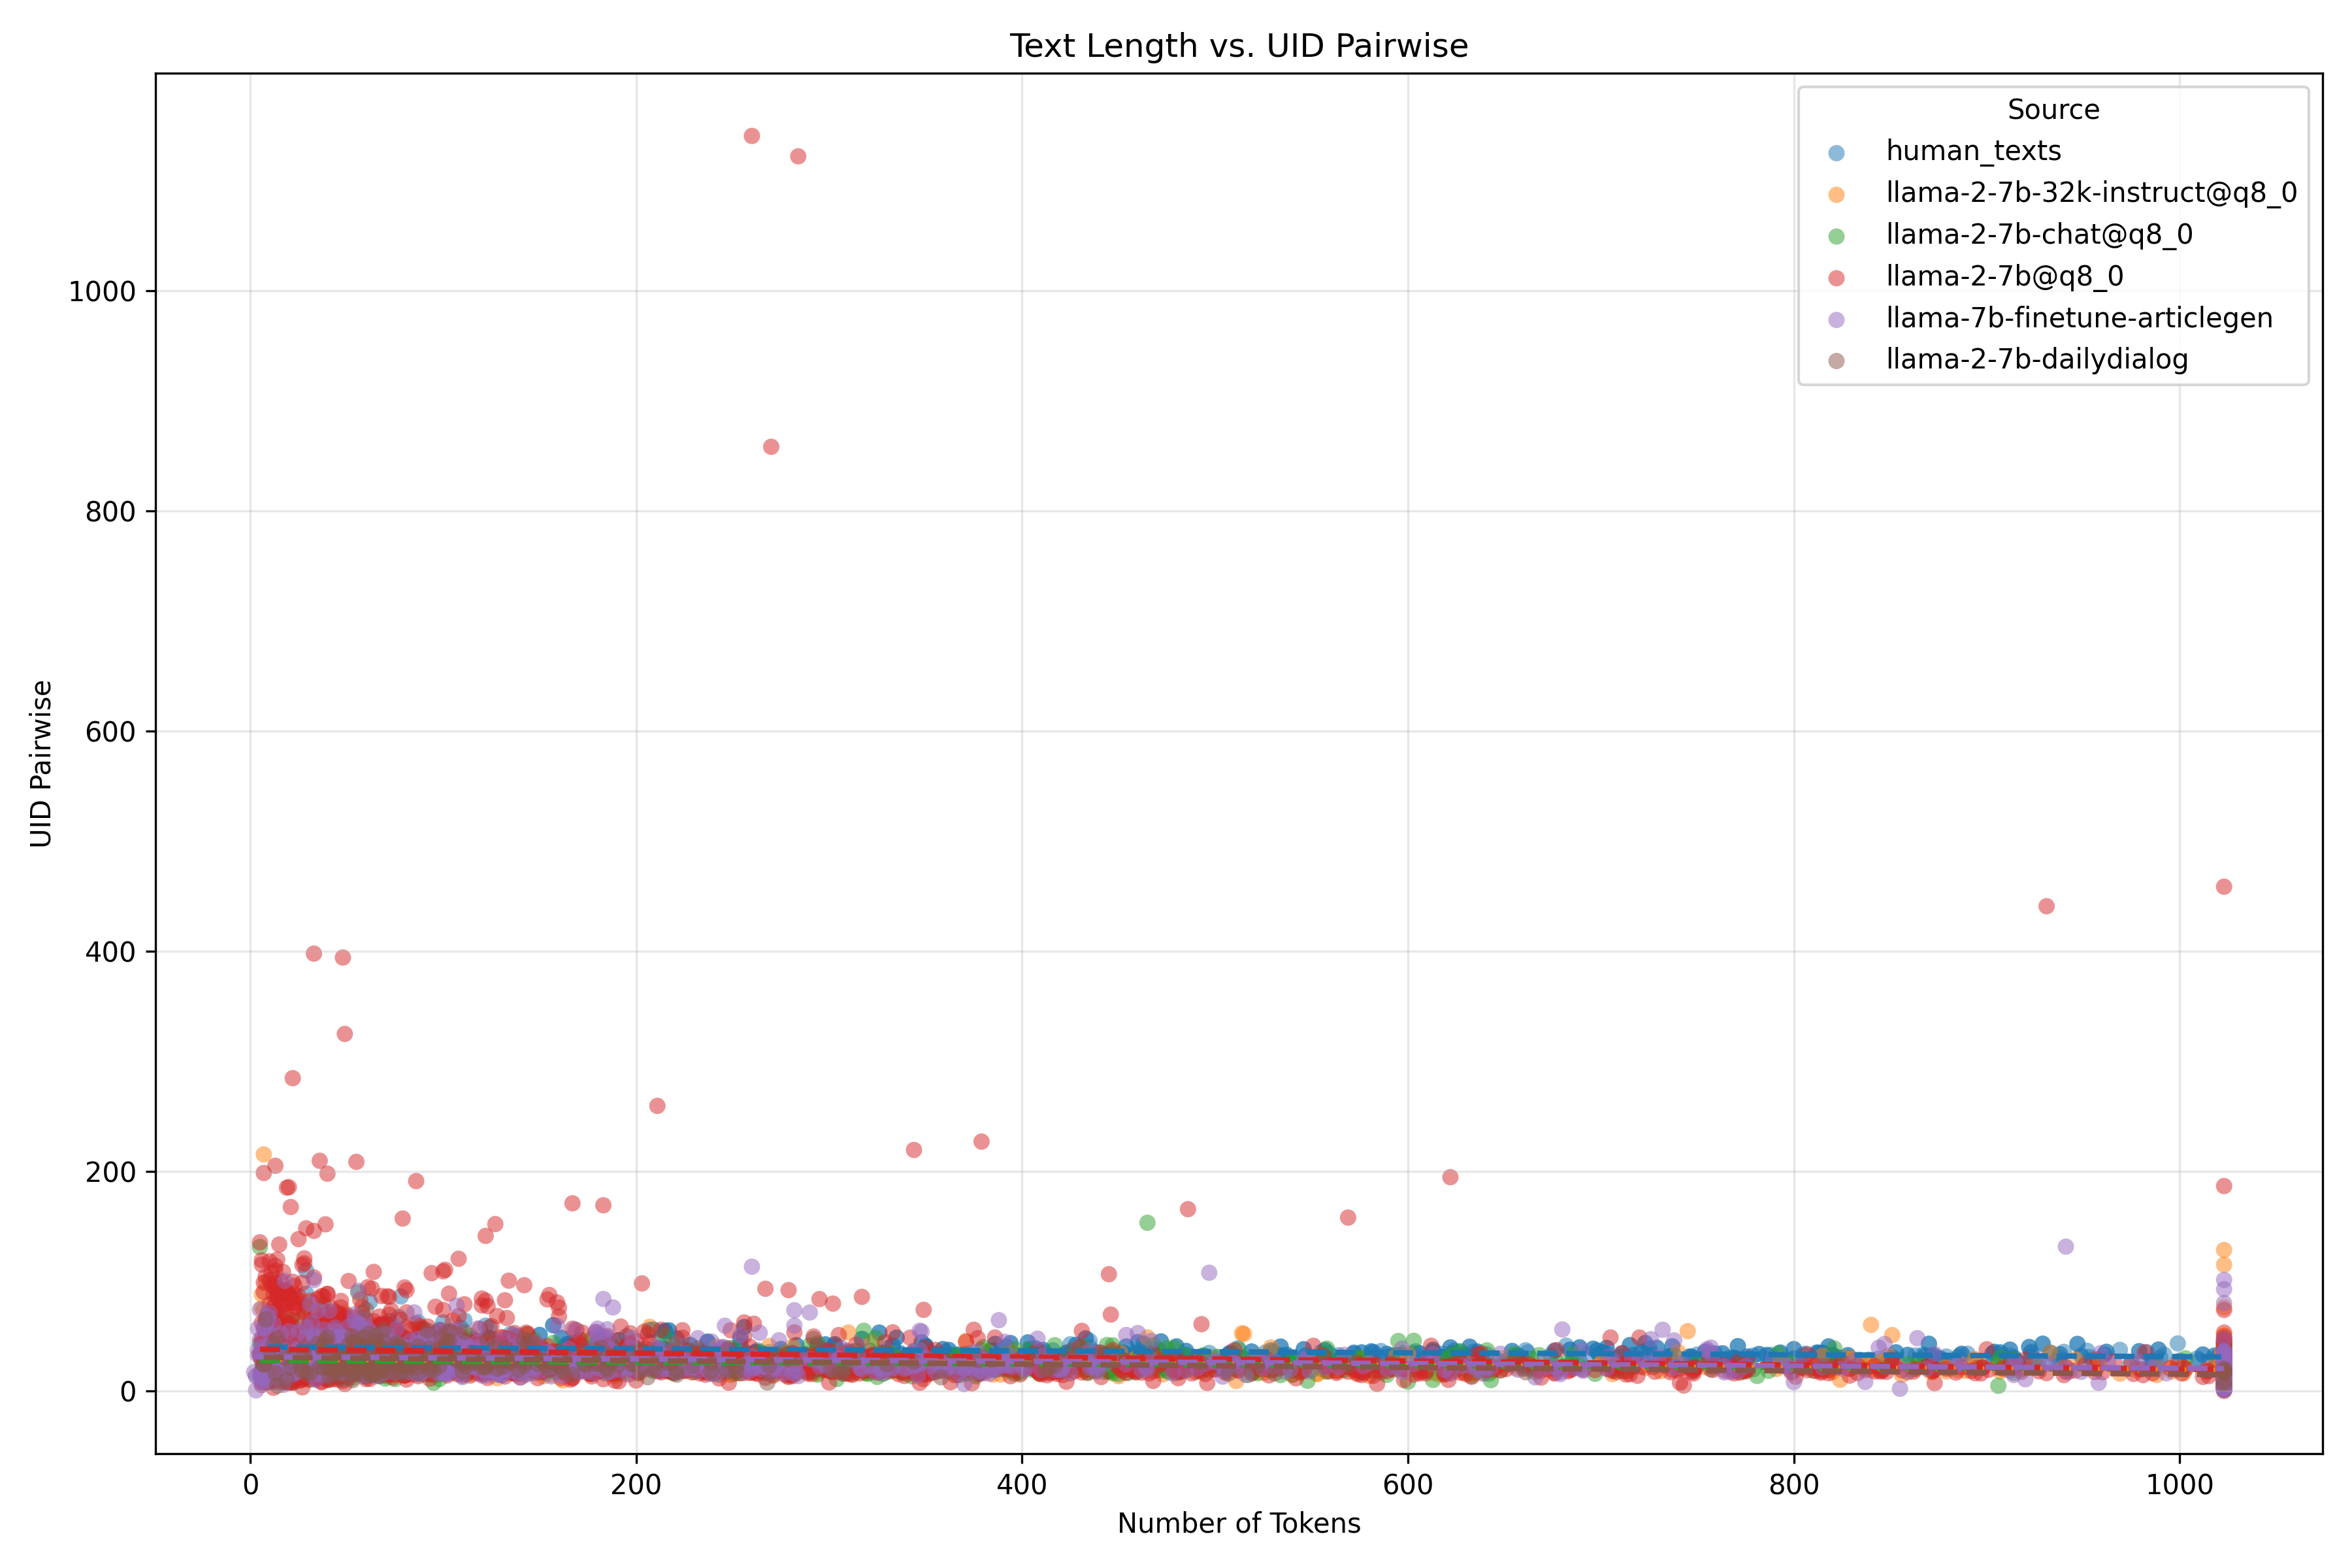 Text Length vs. UID Pairwise
Source
human_texts
llama-2-7b-32k-instruct@q8_0
llama-2-7b-chat@q8_0
llama-2-7b@q8_0
llama-7b-finetune-articlegen
llama-2-7b-dailydialog
UID Pairwise
1000
800
600
400
200
0
0 200 400 600 800 1000
Number of Tokens